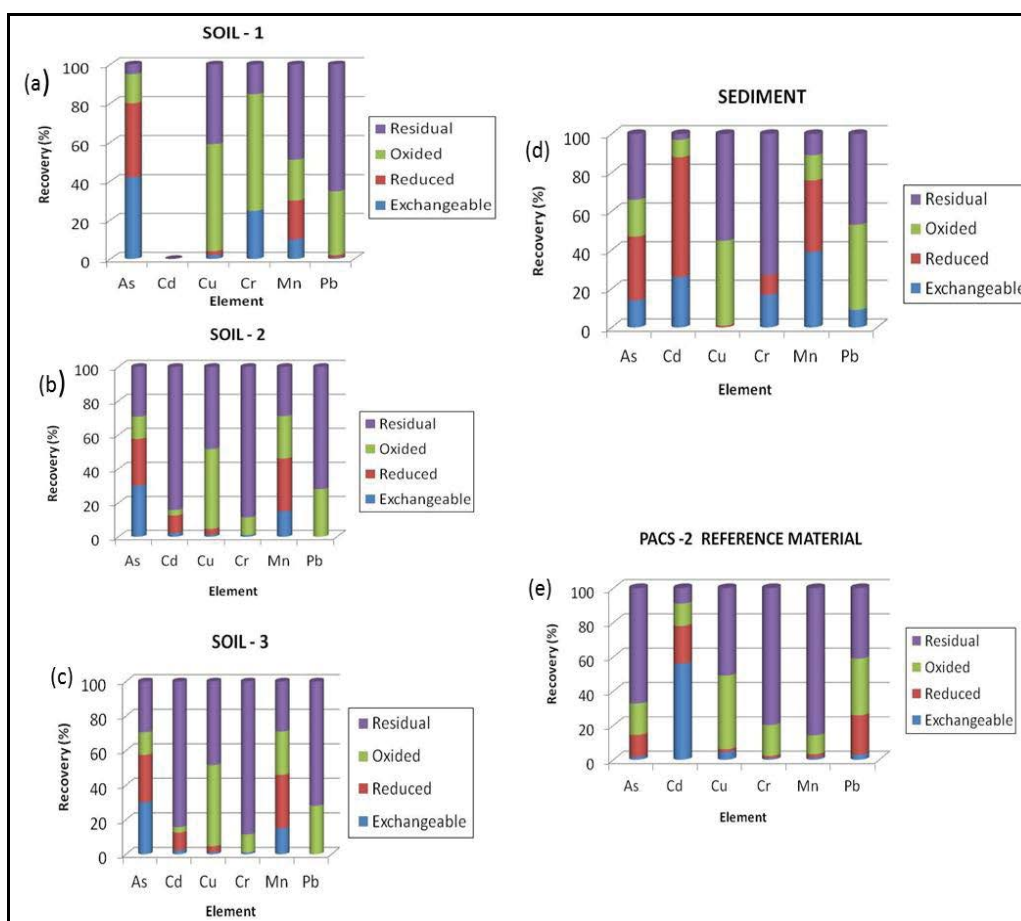 SOIL - 1
(a)
Recovery (%)
100
80
60
40
20
0
As Cd Cu Cr Mn Pb
Element
Residual
Oxided
Reduced
Exchangeable
SOIL - 2
(b)
Recovery (%)
100
80
60
40
20
0
As Cd Cu Cr Mn Pb
Element
Residual
Oxided
Reduced
Exchangeable
SOIL - 3
(c)
Recovery (%)
100
80
60
40
20
0
As Cd Cu Cr Mn Pb
Element
Residual
Oxided
Reduced
Exchangeable
SEDIMENT
(d)
Recovery (%)
100
80
60
40
20
0
As Cd Cu Cr Mn Pb
Element
Residual
Oxided
Reduced
Exchangeable
PACS -2 REFERENCE MATERIAL
(e)
Recovery (%)
100
80
60
40
20
0
As Cd Cu Cr Mn Pb
Element
Residual
Oxided
Reduced
Exchangeable